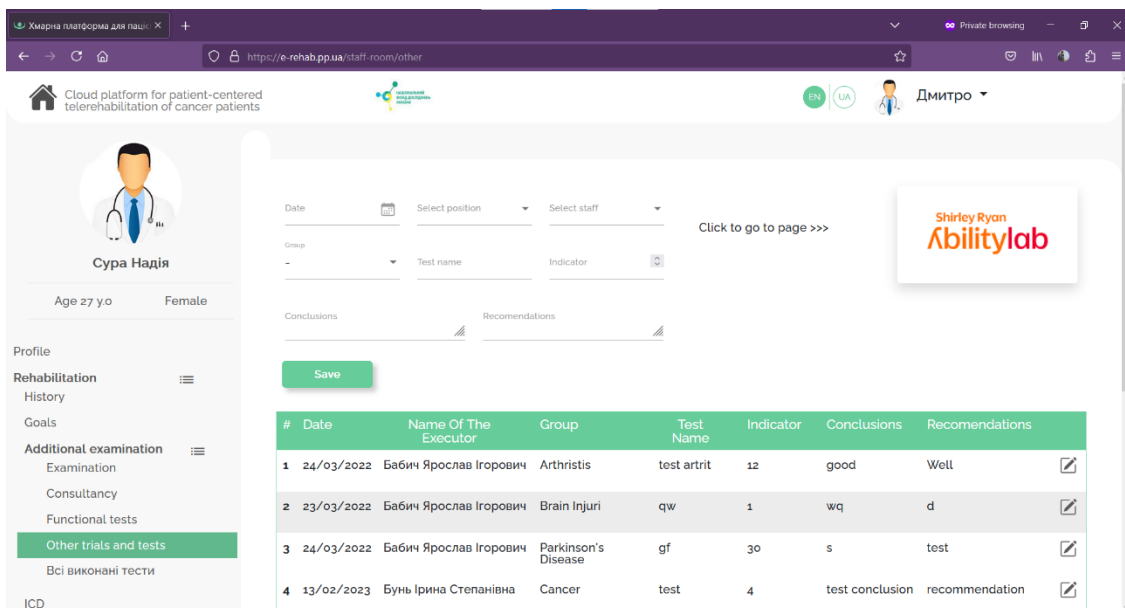 Хмарна платформа для паціє
Private browsing
https://e-rehab.pp.ua/staff-room/other
Cloud platform for patient-centered
telerehabilitation of cancer patients
НАЦІОНАЛЬНИЙ
ФОНД ДОСЛІДЖЕНЬ
УКРАЇНИ
EN UA
Дмитро
Сура Надія
Age 27 y.o Female
Profile
Rehabilitation
History
Goals
Additional examination
Examination
Consultancy
Functional tests
Other trials and tests
Всі виконані тести
ICD
Date Select position Select staff
Click to go to page >>>
Shirley Ryan
Abilitylab
Group
- Test name Indicator
Conclusions Recomendations
Save
# Date Name Of The Executor Group Test Name Indicator Conclusions Recomendations
1 24/03/2022 Бабич Ярослав Ігорович Arthristis test artrit 12 good Well
2 23/03/2022 Бабич Ярослав Ігорович Brain Injuri qw 1 wq d
3 24/03/2022 Бабич Ярослав Ігорович Parkinson's Disease gf 30 s test
4 13/02/2023 Бунь Ірина Степанівна Cancer test 4 test conclusion recommendation